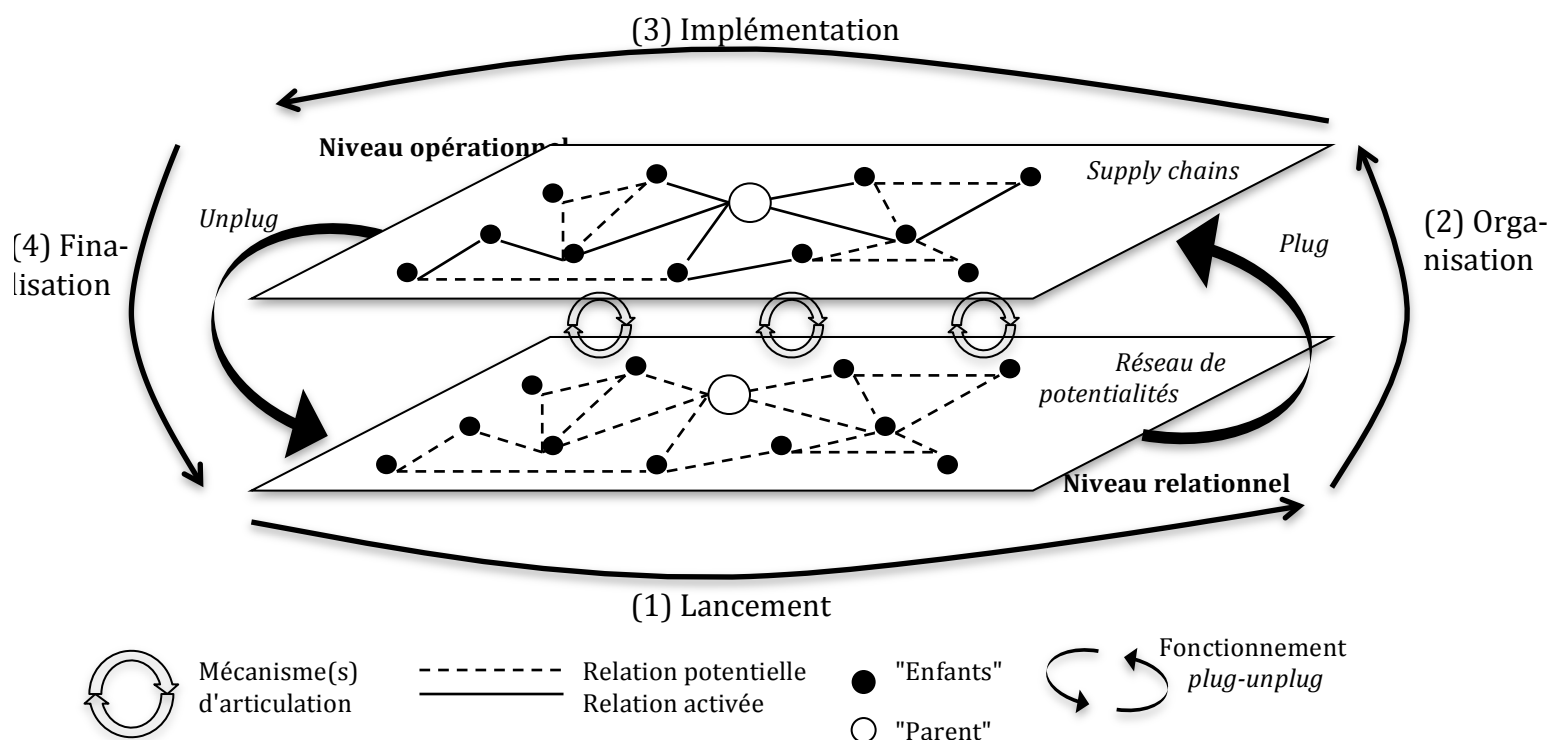 (3) Implémentation
Niveau opérationnel
Supply chains
Unplug
(4) Fina-
lisation
Plug
(2) Orga-
nisation
Réseau de
potentialités
Niveau relationnel
(1) Lancement
Mécanisme(s)
d'articulation
Relation potentielle
Relation activée
"Enfants"
"Parent"
Fonctionnement
plug-unplug